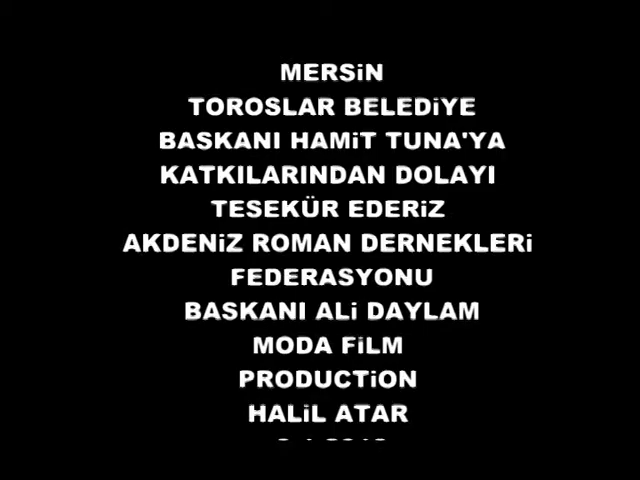 MERSiN
TOROSLAR BELEDiYE
BASKANI HAMiT TUNA'YA
KATKILARINDAN DOLAYI
TESEKÜR EDERiZ
AKDENiZ ROMAN DERNEKLERi
FEDERASYONU
BASKANI ALi DAYLAM
MODA FiLM
PRODUCTiON
HALiL ATAR